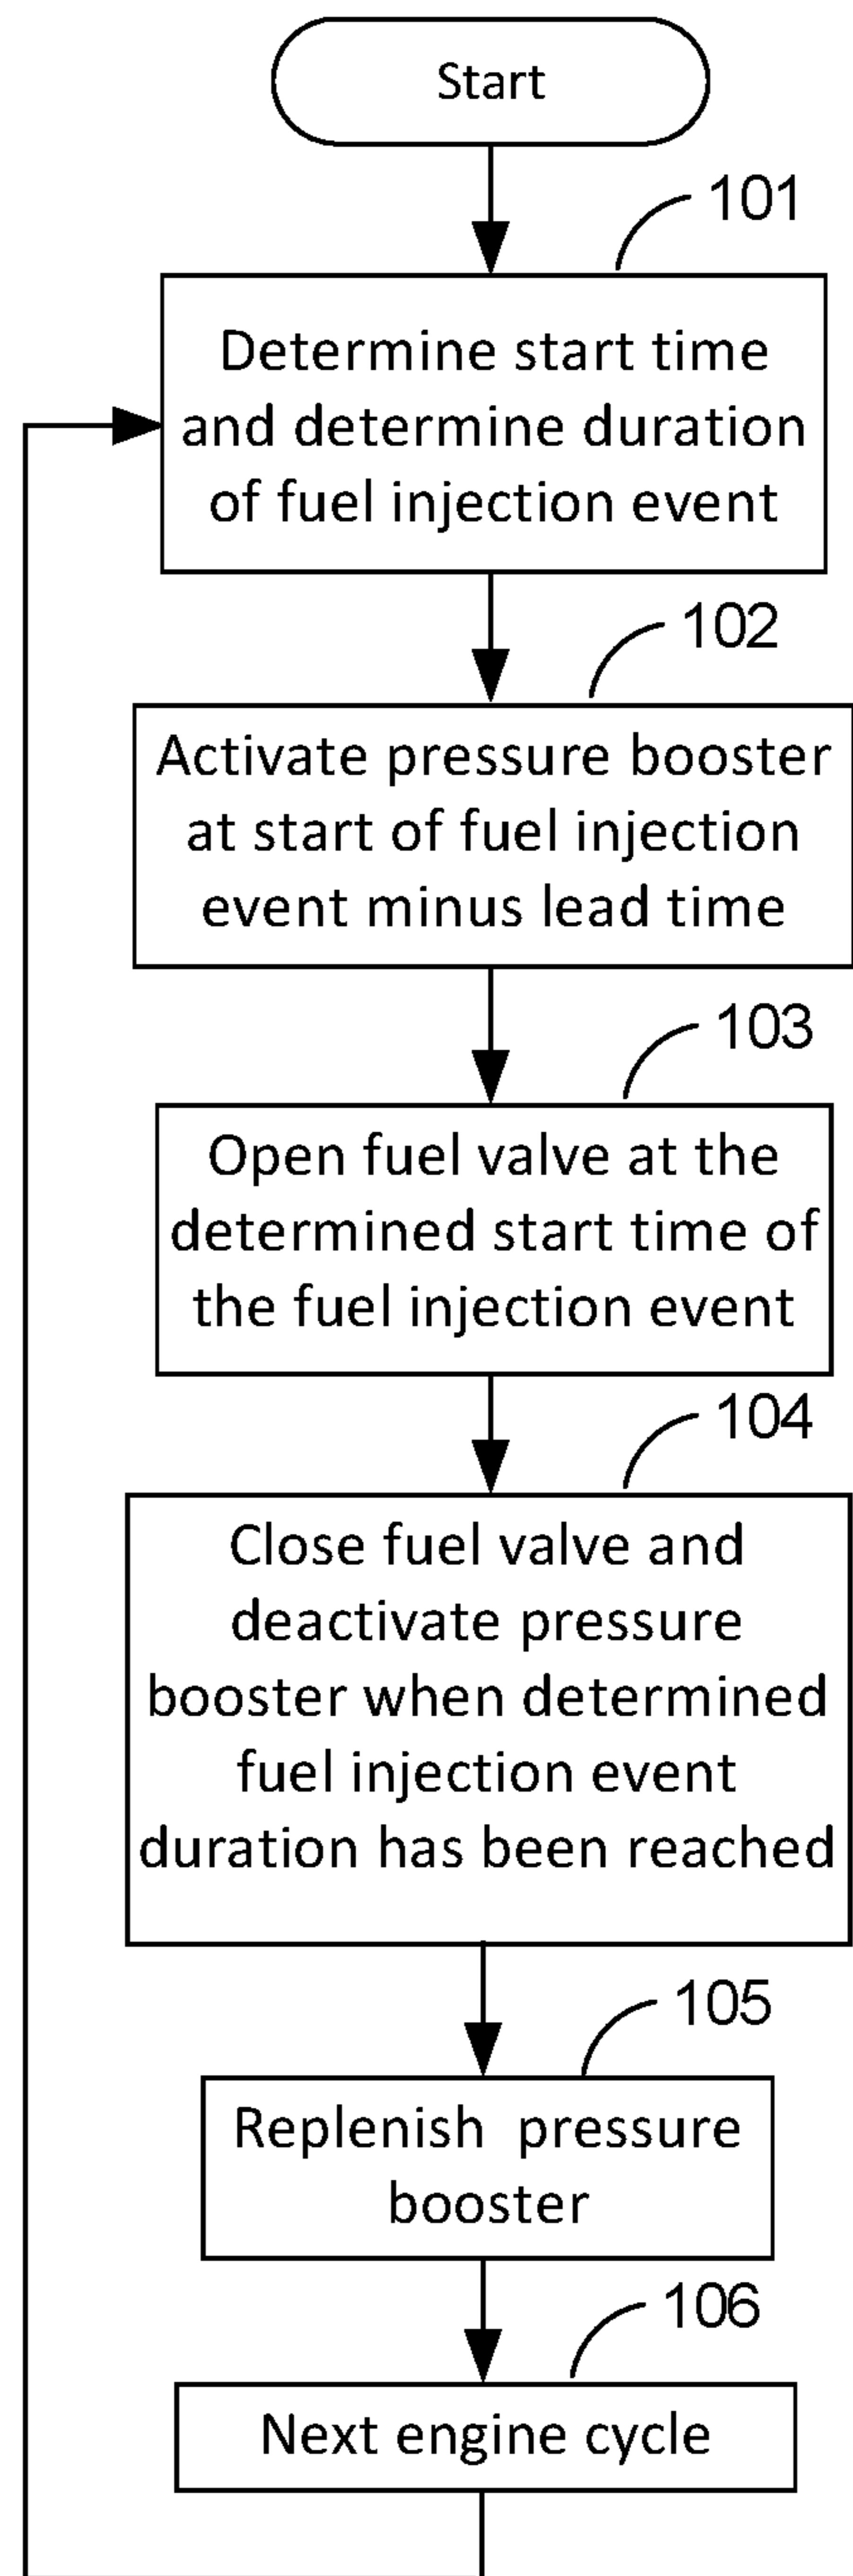 Start
101
Determine start time
and determine duration
of fuel injection event
102
Activate pressure booster
at start of fuel injection
event minus lead time
103
Open fuel valve at the
determined start time of
the fuel injection event
104
Close fuel valve and
deactivate pressure
booster when determined
fuel injection event
duration has been reached
105
Replenish pressure
booster
106
Next engine cycle